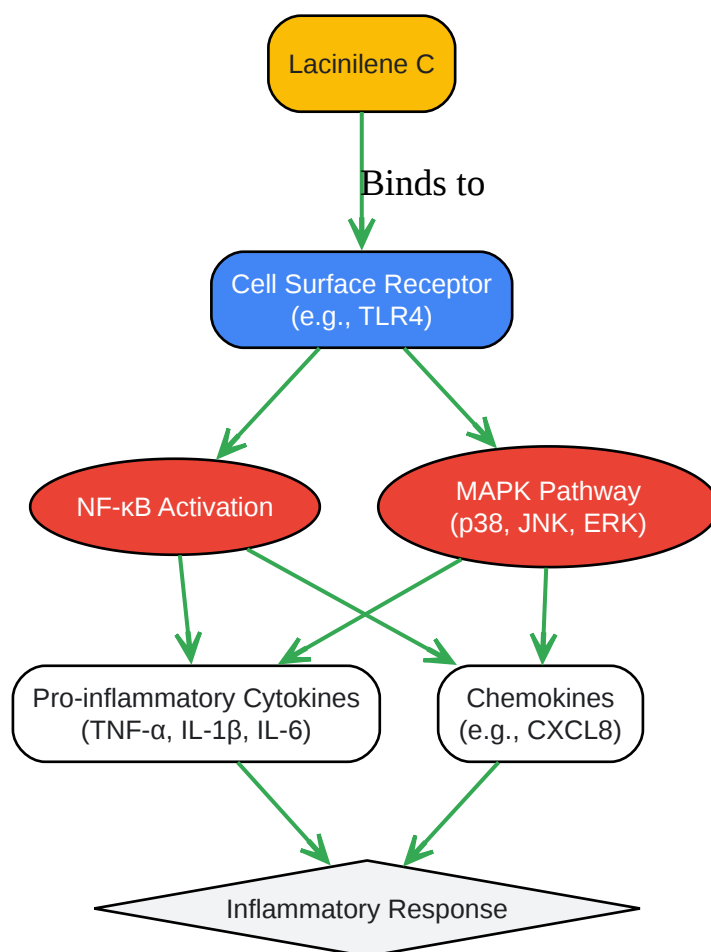 Lacinilene C
Binds to
Cell Surface Receptor
(e.g., TLR4)
NF-κB Activation
MAPK Pathway
(p38, JNK, ERK)
Pro-inflammatory Cytokines
(TNF-α, IL-1β, IL-6)
Chemokines
(e.g., CXCL8)
Inflammatory Response